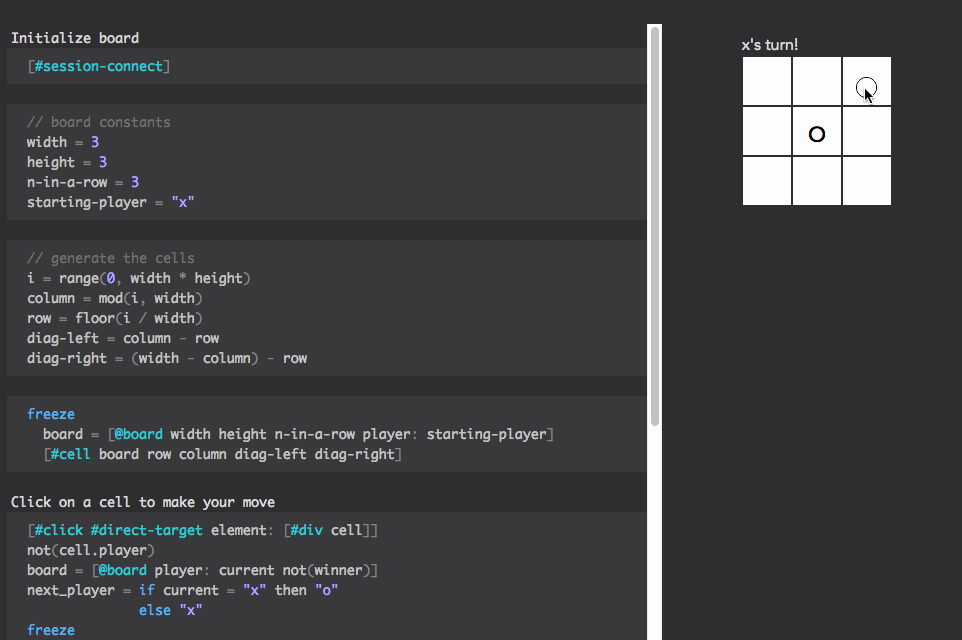 Initialize board
[#session-connect]
// board constants
width = 3
height = 3
n-in-a-row = 3
starting-player = "x"
// generate the cells
i = range(0, width * height)
column = mod(i, width)
row = floor(i / width)
diag-left = column - row
diag-right = (width - column) - row
freeze
board = [@board width height n-in-a-row player: starting-player]
[#cell board row column diag-left diag-right]
Click on a cell to make your move
[#click #direct-target element: [#div cell]]
not(cell.player)
board = [@board player: current not(winner)]
next_player = if current = "x" then "o"
else "x"
freeze
x's turn!
O